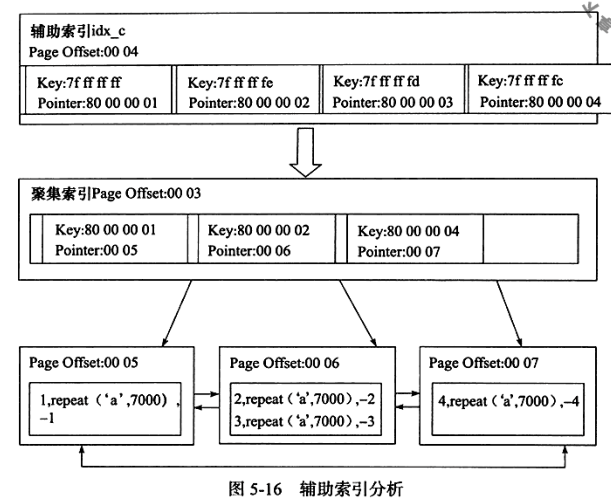 辅助索引idx_c
Page Offset:00 04
Key:7f ff ff ff
Pointer:80 00 00 01
Key:7f ff ff fe
Pointer:80 00 00 02
Key:7f ff ff fd
Pointer:80 00 00 03
Key:7f ff ff fc
Pointer:80 00 00 04
聚集索引Page Offset:00 03
Key:80 00 00 01
Pointer:00 05
Key:80 00 00 02
Pointer:00 06
Key:80 00 00 04
Pointer:00 07
Page Offset:00 05
1,repeat（‘a’,7000）,
-1
Page Offset:00 06
2,repeat（‘a’,7000）,-2
3,repeat（‘a’,7000）,-3
Page Offset:00 07
4,repeat（‘a’,7000）,-4
图 5-16 辅助索引分析